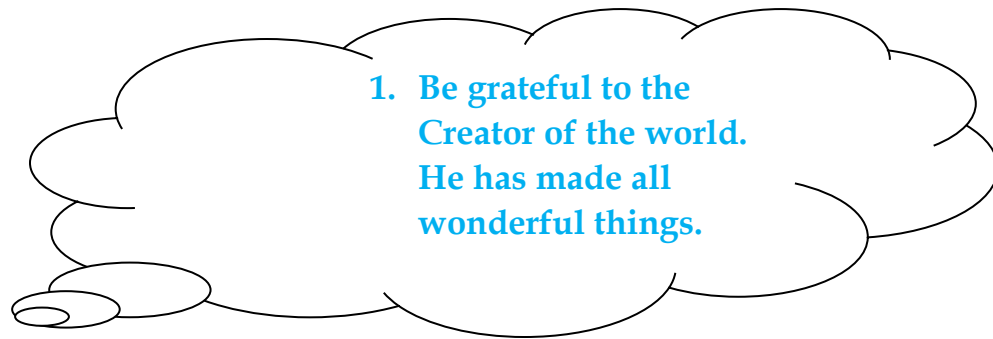 1. Be grateful to the
Creator of the world.
He has made all
wonderful things.